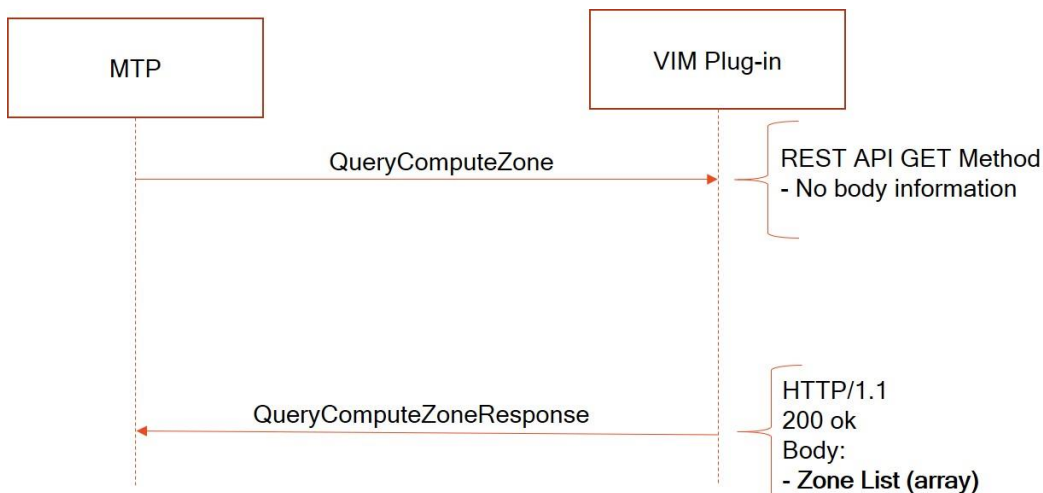 MTP
VIM Plug-in
QueryComputeZone
REST API GET Method
- No body information
QueryComputeZoneResponse
HTTP/1.1
200 ok
Body:
- Zone List (array)